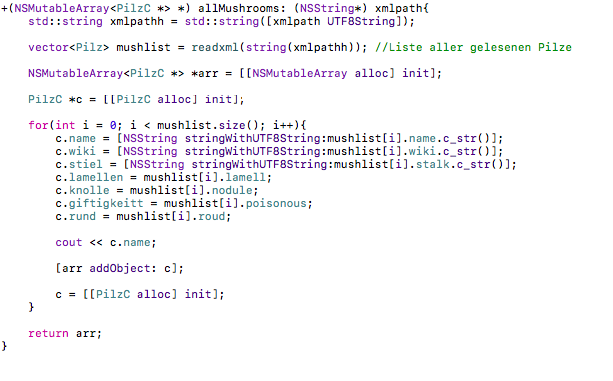 +(NSMutableArray<PilzC *> *) allMushrooms: (NSString*) xmlpath{
    std::string xmlpathh = std::string([xmlpath UTF8String]);
    vector<Pilz> mushlist = readxml(string(xmlpathh)); //Liste aller gelesenen Pilze
    NSMutableArray<PilzC *> *arr = [[NSMutableArray alloc] init];
    PilzC *c = [[PilzC alloc] init];
    for(int i = 0; i < mushlist.size(); i++){
        c.name = [NSString stringWithUTF8String:mushlist[i].name.c_str()];
        c.wiki = [NSString stringWithUTF8String:mushlist[i].wiki.c_str()];
        c.stiel = [NSString stringWithUTF8String:mushlist[i].stalk.c_str()];
        c.lamellen = mushlist[i].lamell;
        c.knolle = mushlist[i].nodule;
        c.giftigkeitt = mushlist[i].poisonous;
        c.rund = mushlist[i].roud;
        cout << c.name;
        [arr addObject: c];
        c = [[PilzC alloc] init];
    }
    return arr;
}